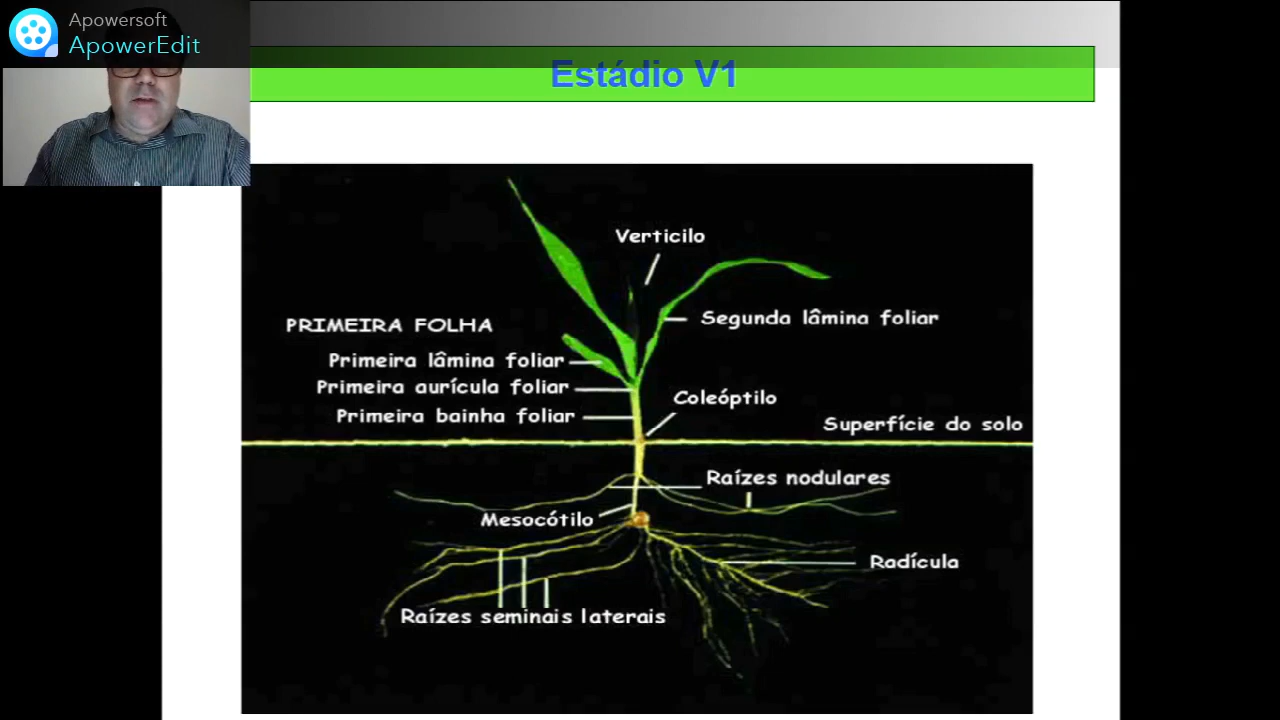 Apowersoft
ApowerEdit
Estádio V1
Verticilo
PRIMEIRA FOLHA
Segunda lâmina foliar
Primeira lâmina foliar
Primeira aurícula foliar
Coleóptilo
Primeira bainha foliar
Superfície do solo
Raízes nodulares
Mesocótilo
Radícula
Raízes seminais laterais